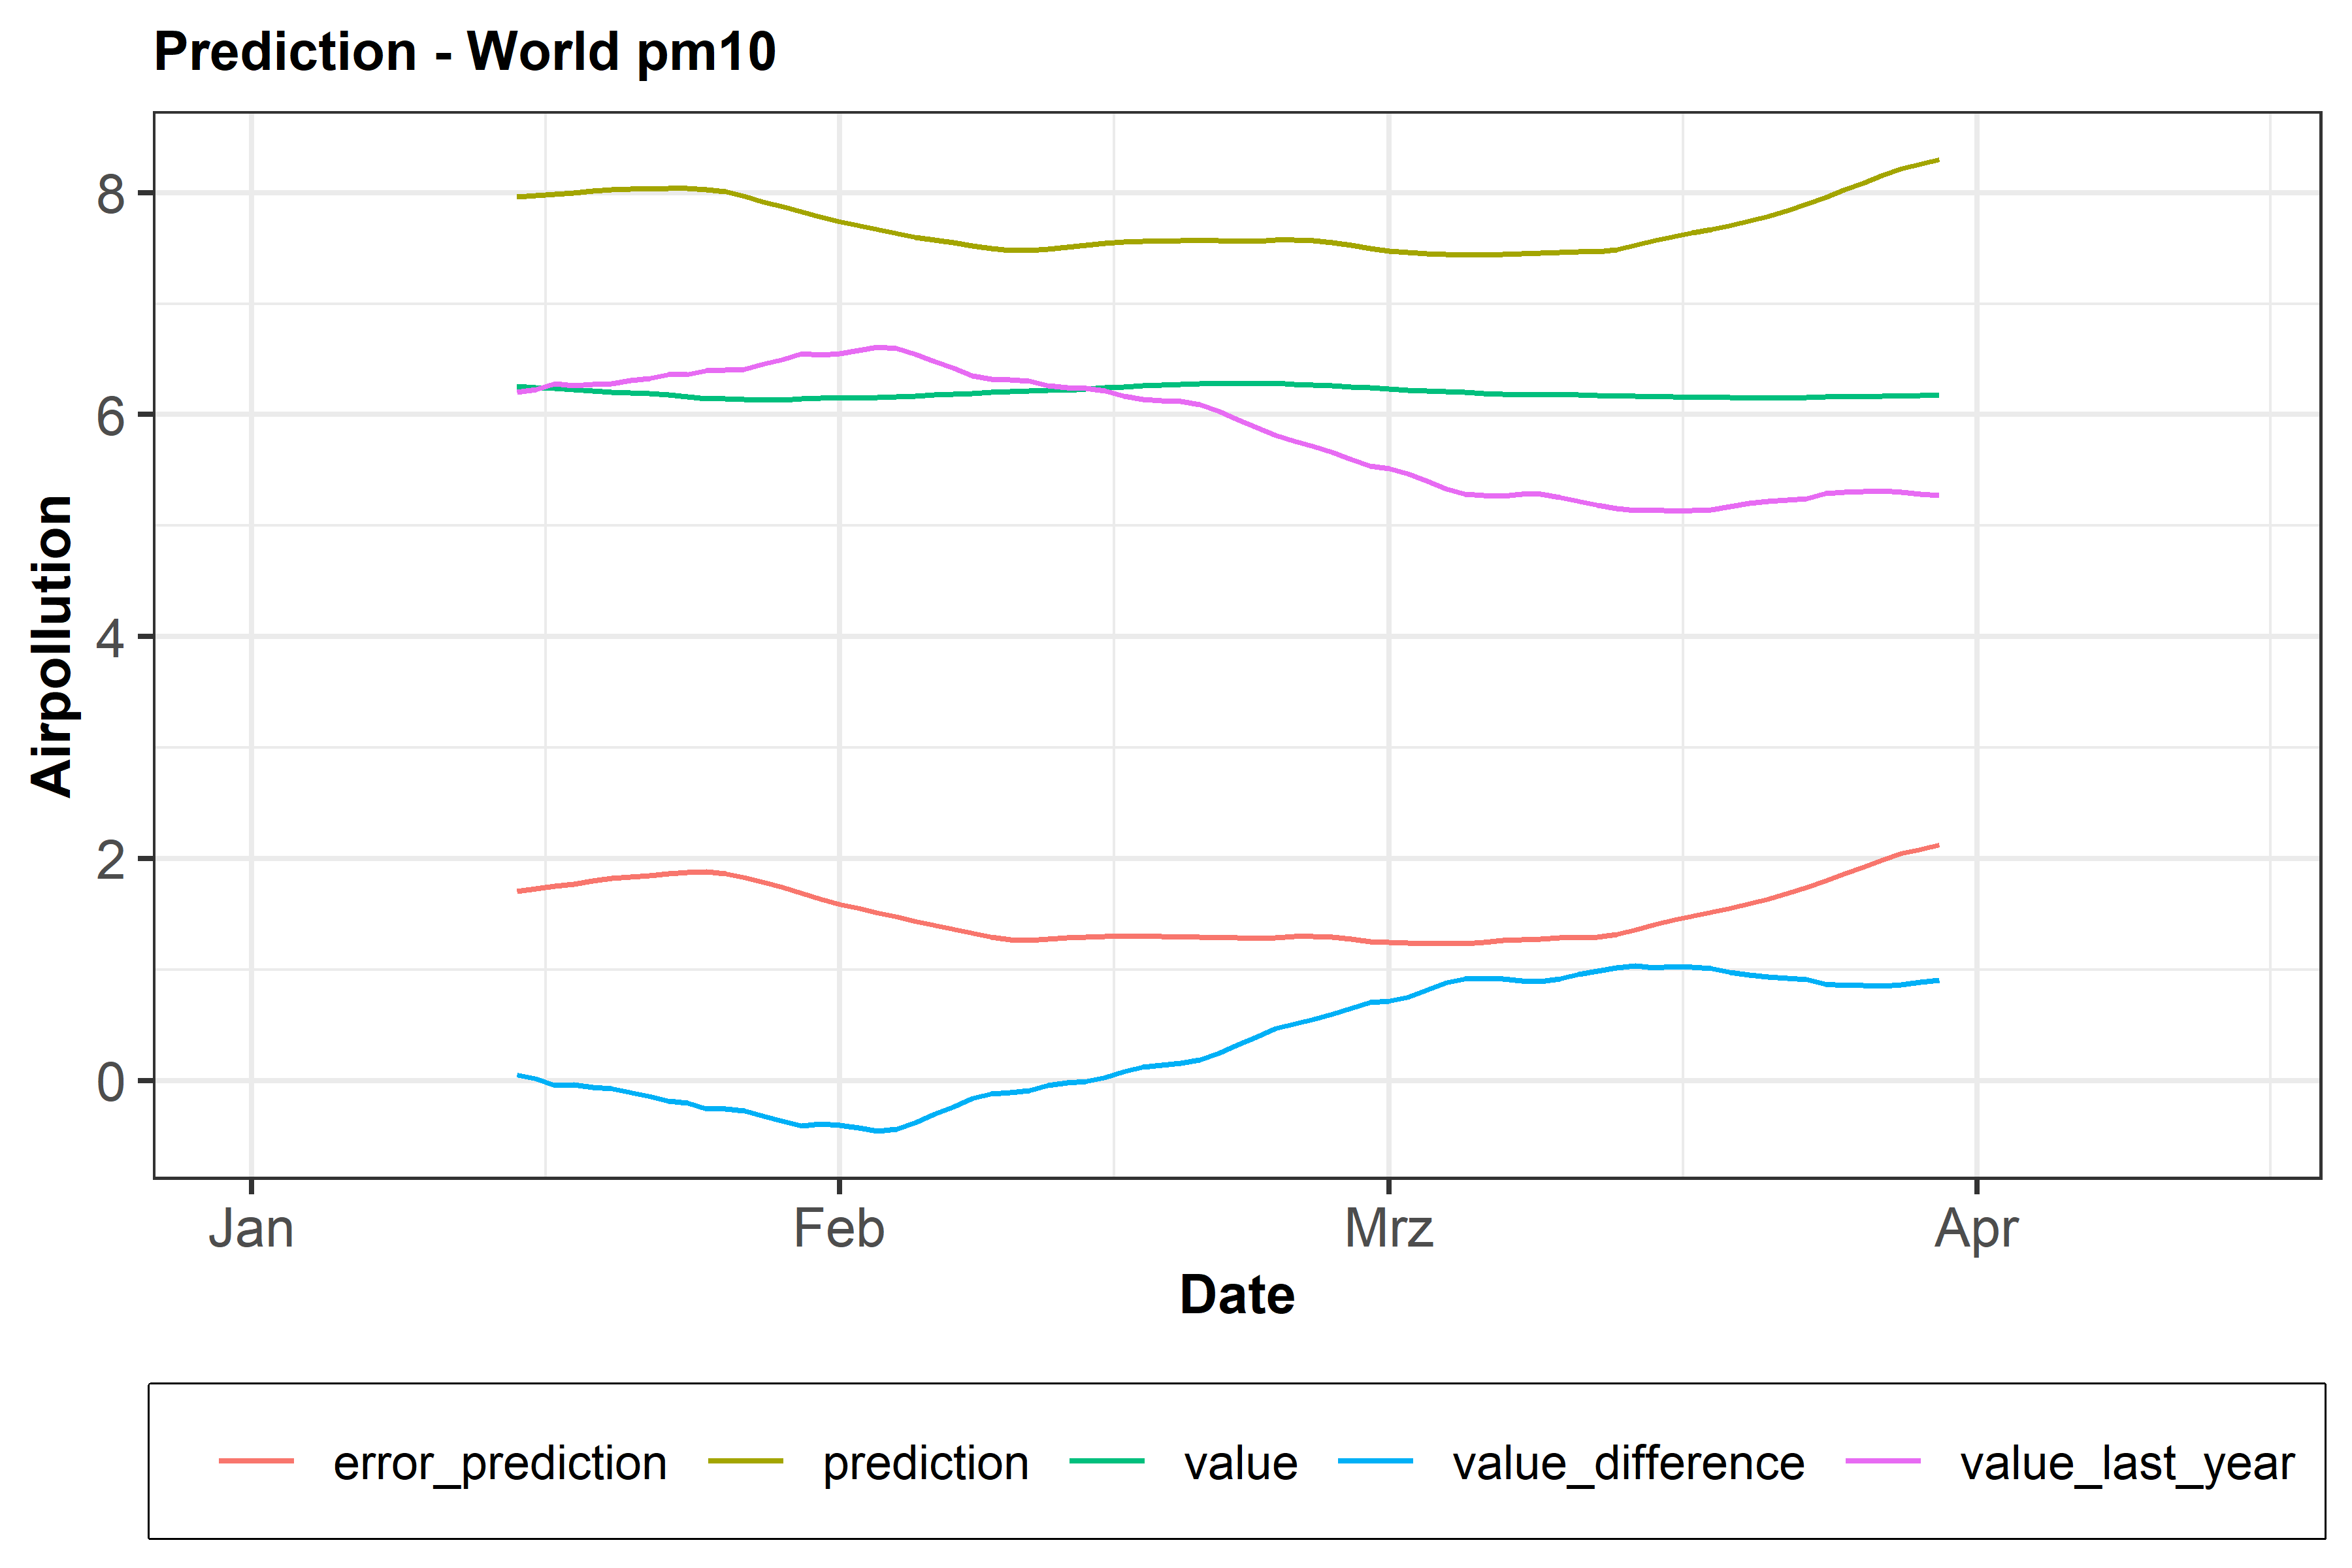 Prediction - World pm10
Airpollution
8
6
4
2
0
Jan Feb Mrz Apr
Date
error_prediction prediction value value_difference value_last_year